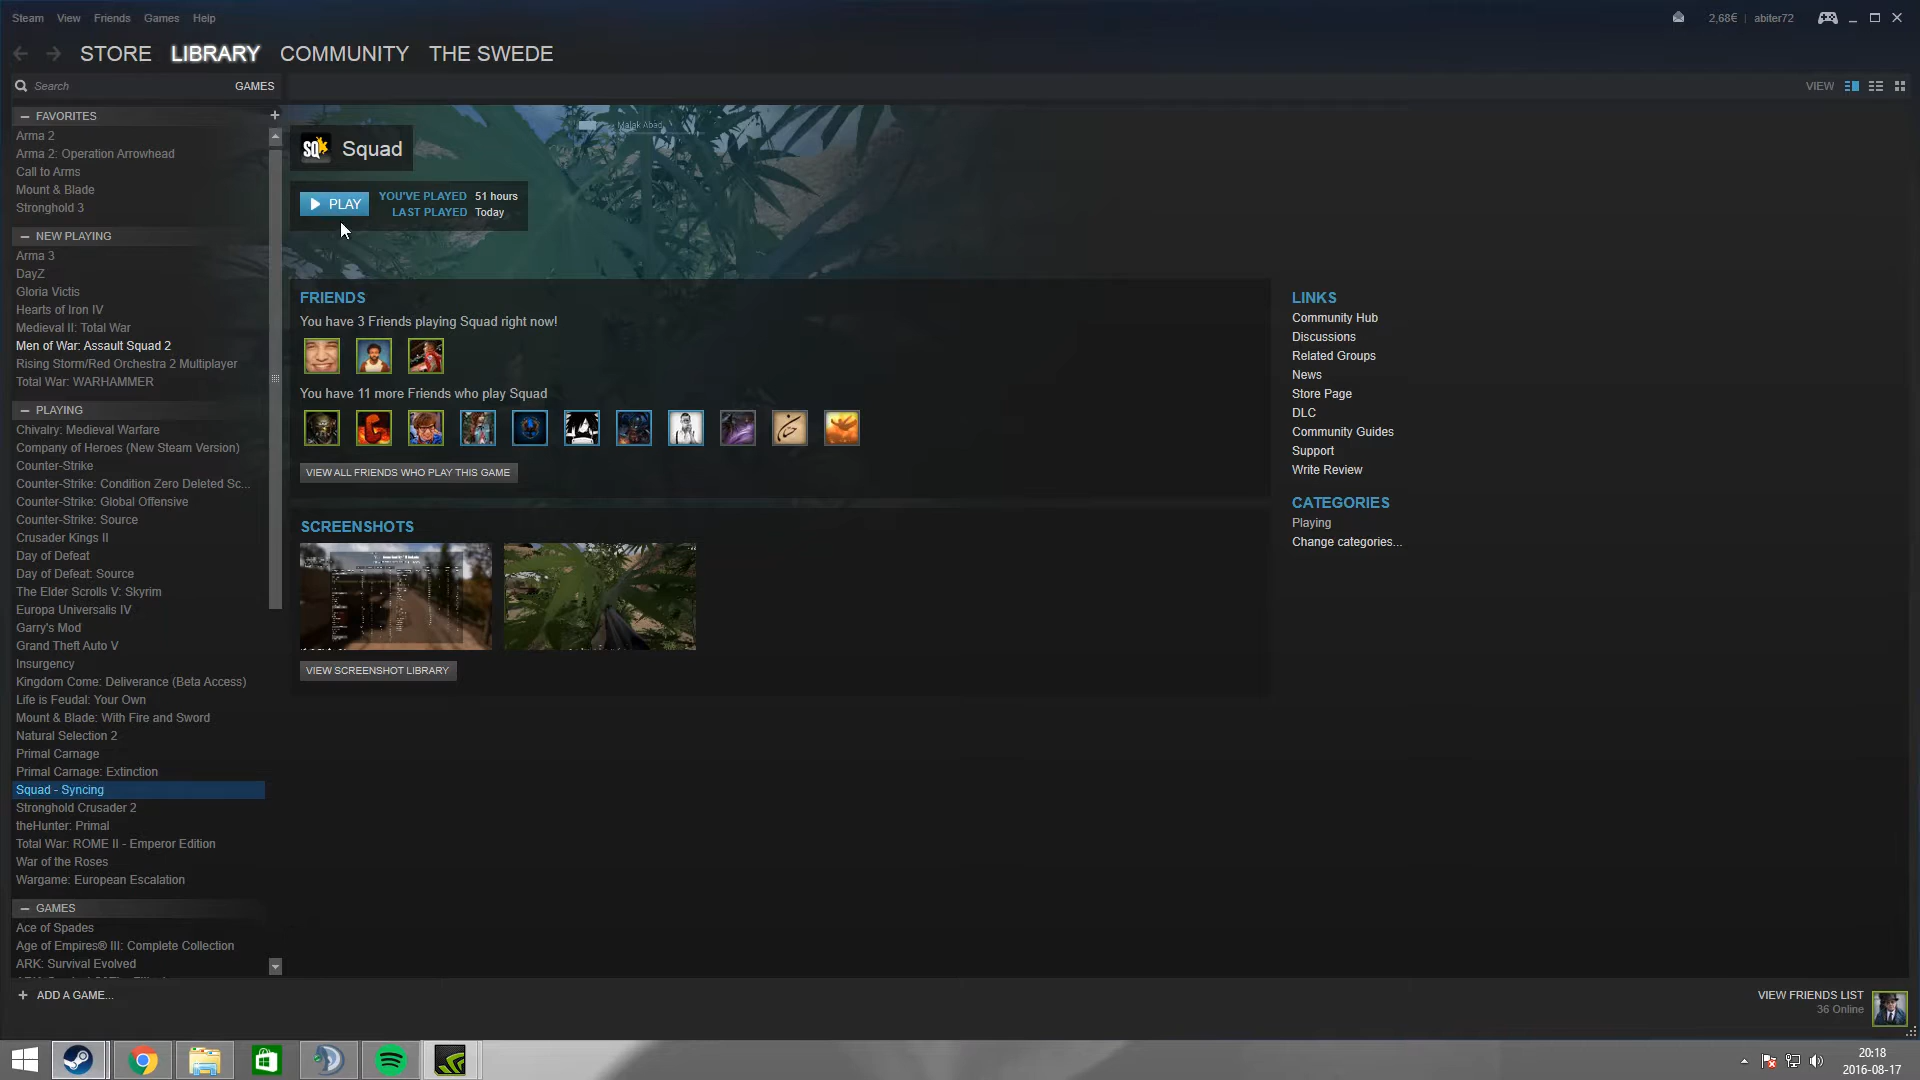 Steam View Friends Games Help
2,68€ | abiter72
STORE LIBRARY COMMUNITY THE SWEDE
Search GAMES
VIEW
— FAVORITES +
Arma 2
Arma 2: Operation Arrowhead
Call to Arms
Mount & Blade
Stronghold 3
— NEW PLAYING
Arma 3
DayZ
Gloria Victis
Hearts of Iron IV
Medieval II: Total War
Men of War: Assault Squad 2
Rising Storm/Red Orchestra 2 Multiplayer
Total War: WARHAMMER
— PLAYING
Chivalry: Medieval Warfare
Company of Heroes (New Steam Version)
Counter-Strike
Counter-Strike: Condition Zero Deleted Sc...
Counter-Strike: Global Offensive
Counter-Strike: Source
Crusader Kings II
Day of Defeat
Day of Defeat: Source
The Elder Scrolls V: Skyrim
Europa Universalis IV
Garry's Mod
Grand Theft Auto V
Insurgency
Kingdom Come: Deliverance (Beta Access)
Life is Feudal: Your Own
Mount & Blade: With Fire and Sword
Natural Selection 2
Primal Carnage
Primal Carnage: Extinction
Squad - Syncing
Stronghold Crusader 2
theHunter: Primal
Total War: ROME II - Emperor Edition
War of the Roses
Wargame: European Escalation
— GAMES
Ace of Spades
Age of Empires® III: Complete Collection
ARK: Survival Evolved
+ ADD A GAME...
Malak Abad
SQ Squad
PLAY
YOU'VE PLAYED 51 hours
LAST PLAYED Today
FRIENDS
You have 3 Friends playing Squad right now!
You have 11 more Friends who play Squad
VIEW ALL FRIENDS WHO PLAY THIS GAME
SCREENSHOTS
VIEW SCREENSHOT LIBRARY
LINKS
Community Hub
Discussions
Related Groups
News
Store Page
DLC
Community Guides
Support
Write Review
CATEGORIES
Playing
Change categories...
VIEW FRIENDS LIST
36 Online
20:18
2016-08-17